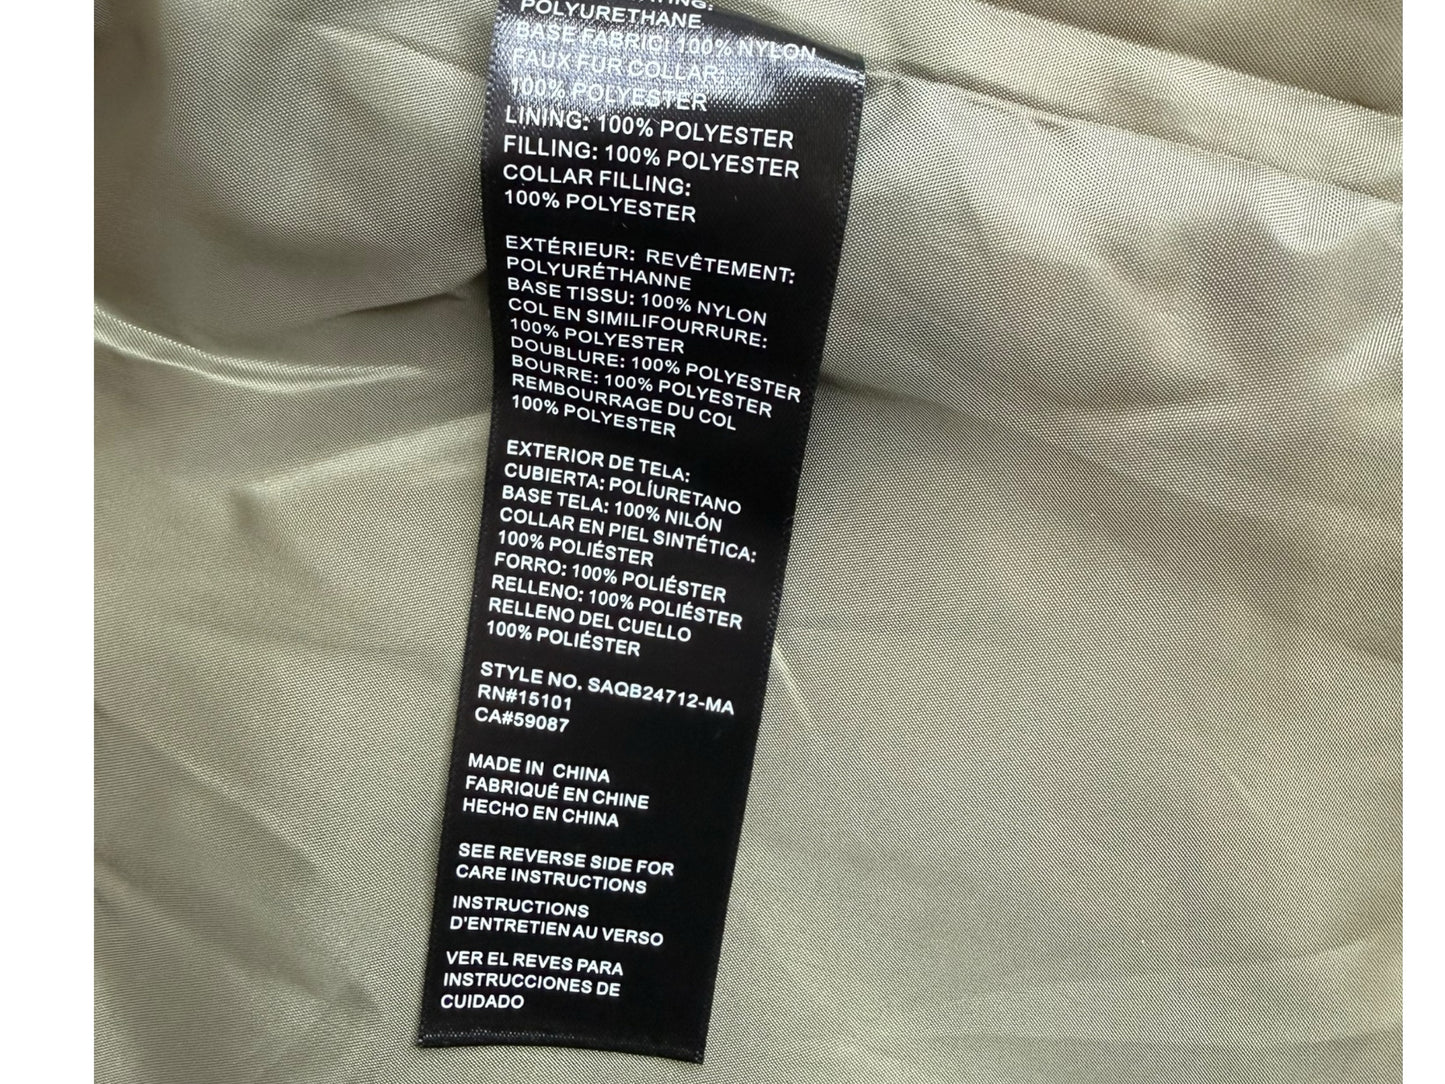 POLYURETHANE
BASE FABRIC: 100% NYLON
FAUX FUR COLLAR:
100% POLYESTER
LINING: 100% POLYESTER
FILLING: 100% POLYESTER
COLLAR FILLING:
100% POLYESTER
EXTÉRIEUR: REVÊTEMENT:
POLYURÉTHANNE
BASE TISSU: 100% NYLON
COL EN SIMILIFOURRURE:
100% POLYESTER
DOUBLURE: 100% POLYESTER
BOURRE: 100% POLYESTER
REMBOURRAGE DU COL
100% POLYESTER
EXTERIOR DE TELA:
CUBIERTA: POLÍURETANO
BASE TELA: 100% NILÓN
COLLAR EN PIEL SINTÉTICA:
100% POLIÉSTER
FORRO: 100% POLIÉSTER
RELLENO: 100% POLIÉSTER
RELLENO DEL CUELLO
100% POLIÉSTER
STYLE NO. SAQB24712-MA
RN#15101
CA#59087
MADE IN CHINA
FABRIQUÉ EN CHINE
HECHO EN CHINA
SEE REVERSE SIDE FOR
CARE INSTRUCTIONS
INSTRUCTIONS
D'ENTRETIEN AU VERSO
VER EL REVES PARA
INSTRUCCIONES DE
CUIDADO